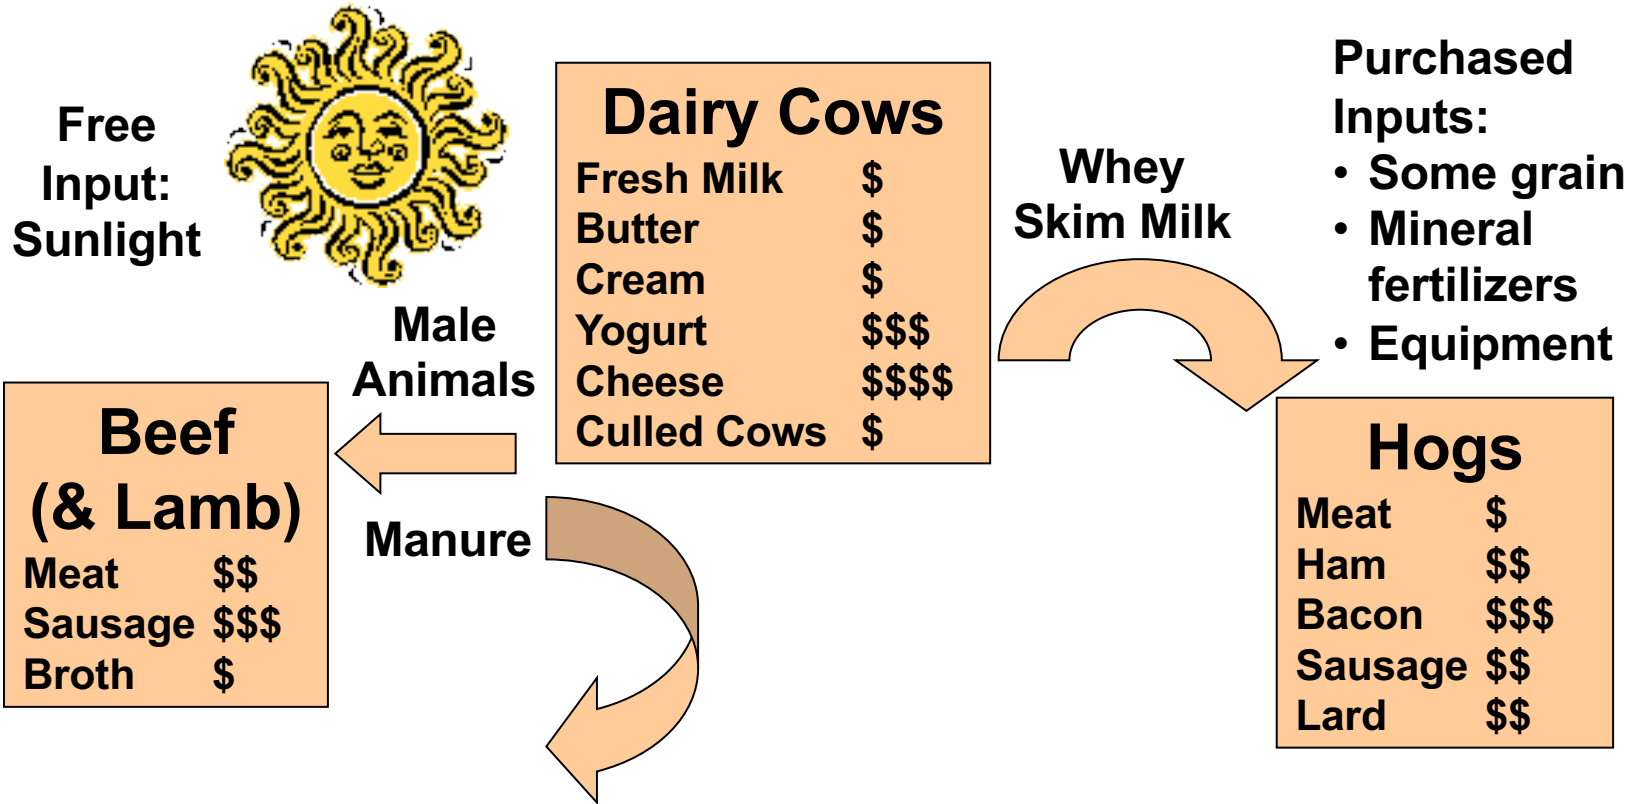 Free
Input:
Sunlight
Dairy Cows
Fresh Milk $
Butter $
Cream $
Yogurt $$$
Cheese $$$$
Culled Cows $
Whey
Skim Milk
Purchased
Inputs:
• Some grain
• Mineral
fertilizers
• Equipment
Male
Animals
Beef
(& Lamb)
Meat $$
Sausage $$$
Broth $
Manure
Hogs
Meat $
Ham $$
Bacon $$$
Sausage $$
Lard $$